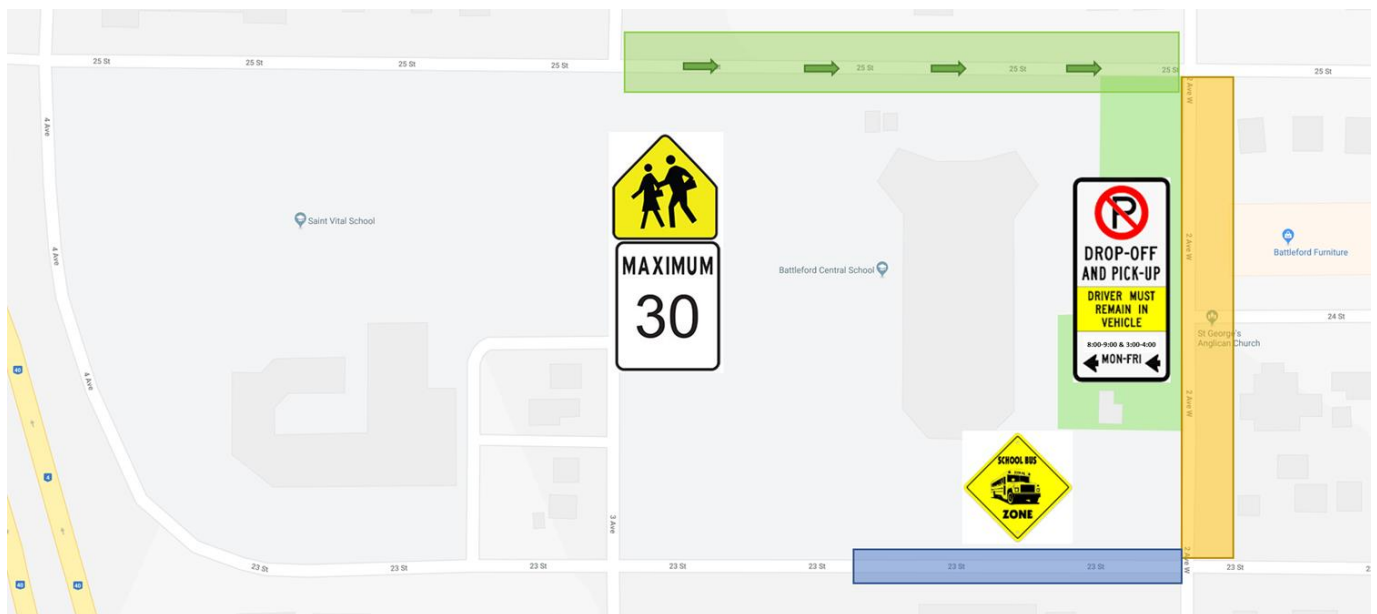 25 St
25 St
25 St
25 St
25 St
25 St
25 St
25 St
2 Ave W
4 Ave
4 Ave
4 Ave
Saint Vital School
MAXIMUM
30
Battleford Central School
P
DROP-OFF
AND PICK-UP
DRIVER MUST
REMAIN IN
VEHICLE
8:00-9:00 & 3:00-4:00
MON-FRI
2 Ave W
Battleford Furniture
24 St
St George's
Anglican Church
2 Ave W
40
4
40
40
SCHOOL BUS
ZONE
3 Ave
2 Ave W
23 St
23 St
23 St
23 St
23 St
23 St
23 St
23 St